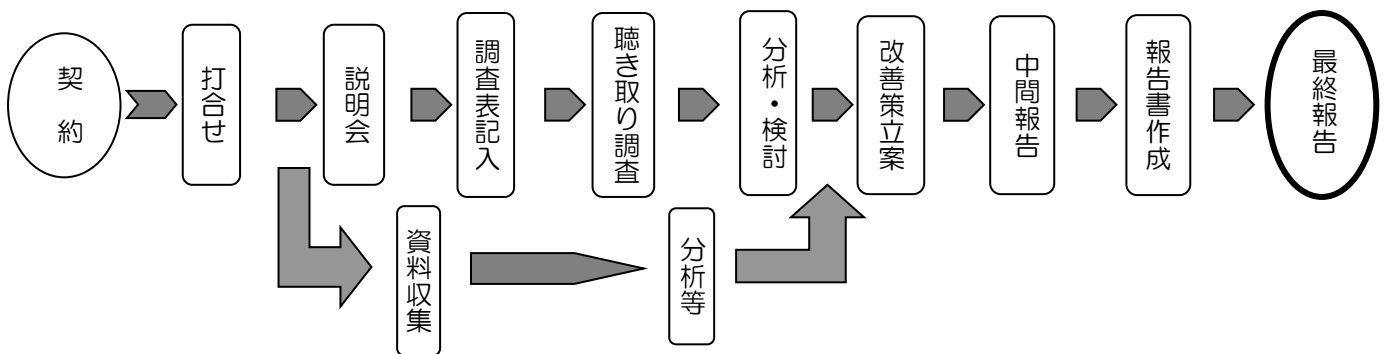 契約
打合せ
説明会
調査表記入
聴き取り調査
分析・検討
改善策立案
中間報告
報告書作成
最終報告
資料収集
分析等